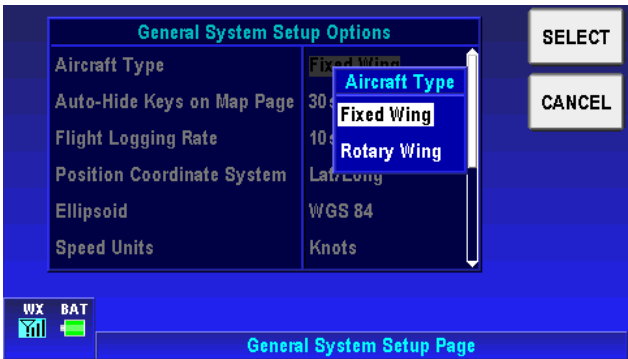 General System Setup Options
SELECT
Aircraft Type Fixed Wing
Aircraft Type
Auto-Hide Keys on Map Page 30s
CANCEL
Fixed Wing
Flight Logging Rate 10s
Rotary Wing
Position Coordinate System Lat/Long
Ellipsoid WGS 84
Speed Units Knots
WX BAT
General System Setup Page